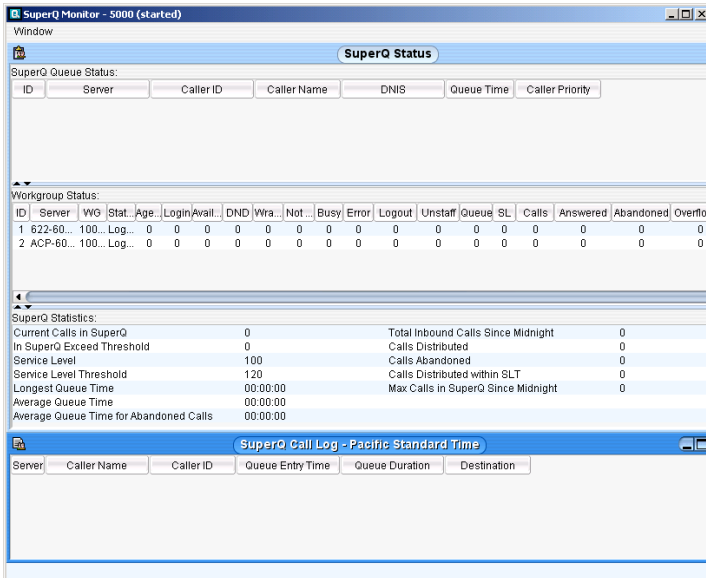 SuperQ Monitor - 5000 (started)
Window
SuperQ Status
SuperQ Queue Status:
ID Server Caller ID Caller Name DNIS Queue Time Caller Priority
Workgroup Status:
ID Server WG Stat... Age... Login Avail... DND Wra... Not ... Busy Error Logout Unstaff Queue SL Calls Answered Abandoned Overflo
1 622-60... 100... Log... 0 0 0 0 0 0 0 0 0 0 0 0 0 0 0 0
2 ACP-60... 100... Log... 0 0 0 0 0 0 0 0 0 0 0 0 0 0 0 0
SuperQ Statistics:
Current Calls in SuperQ 0 Total Inbound Calls Since Midnight 0
In SuperQ Exceed Threshold 0 Calls Distributed 0
Service Level 100 Calls Abandoned 0
Service Level Threshold 120 Calls Distributed within SLT 0
Longest Queue Time 00:00:00 Max Calls in SuperQ Since Midnight 0
Average Queue Time 00:00:00
Average Queue Time for Abandoned Calls 00:00:00
SuperQ Call Log - Pacific Standard Time
Server Caller Name Caller ID Queue Entry Time Queue Duration Destination